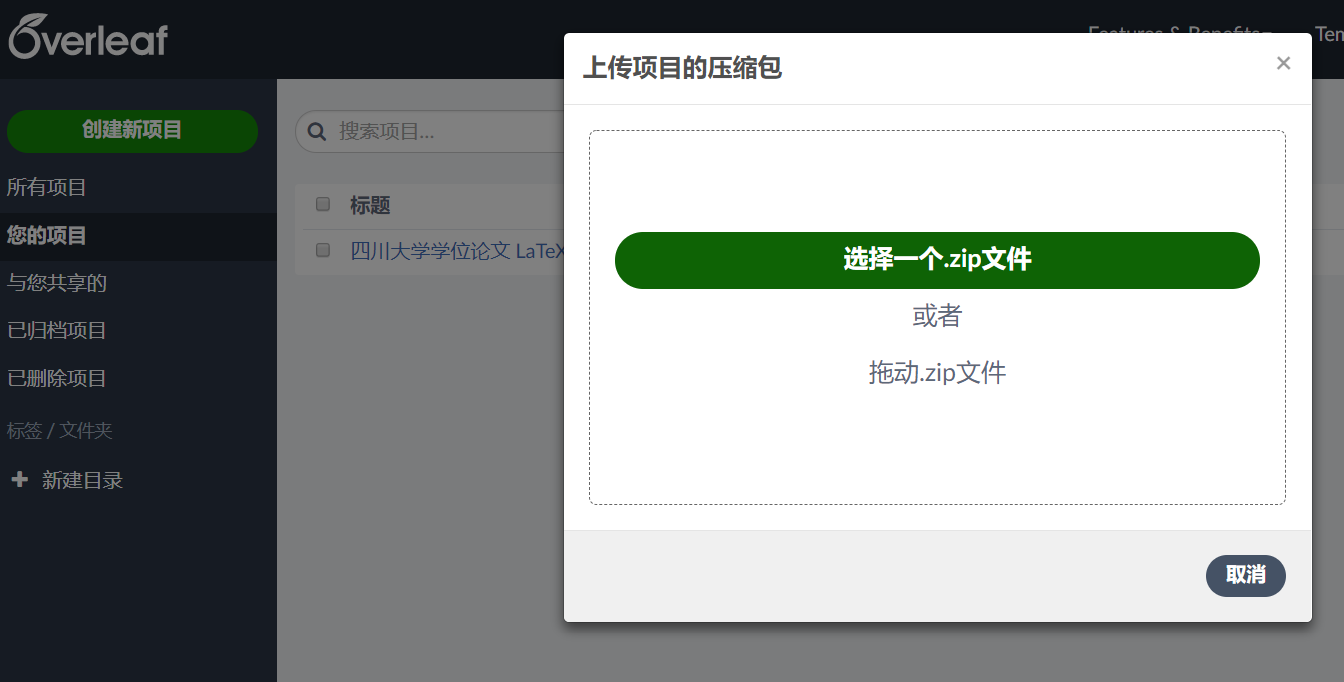 Overleaf
Features & Benefits
上传项目的压缩包
×
创建新项目
搜索项目...
所有项目
标题
选择一个.zip文件
您的项目
四川大学学位论文 LaTeX
与您共享的
或者
已归档项目
拖动.zip文件
已删除项目
标签 / 文件夹
新建目录
取消